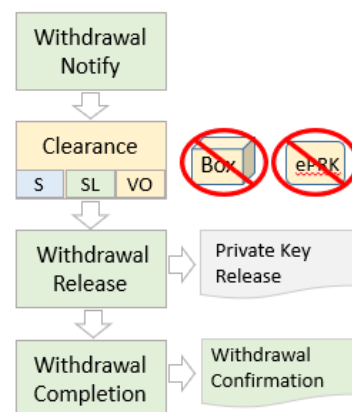 Withdrawal
Notify
Clearance
S SL VO
Box
ePRK
Withdrawal
Release
Private Key
Release
Withdrawal
Completion
Withdrawal
Confirmation